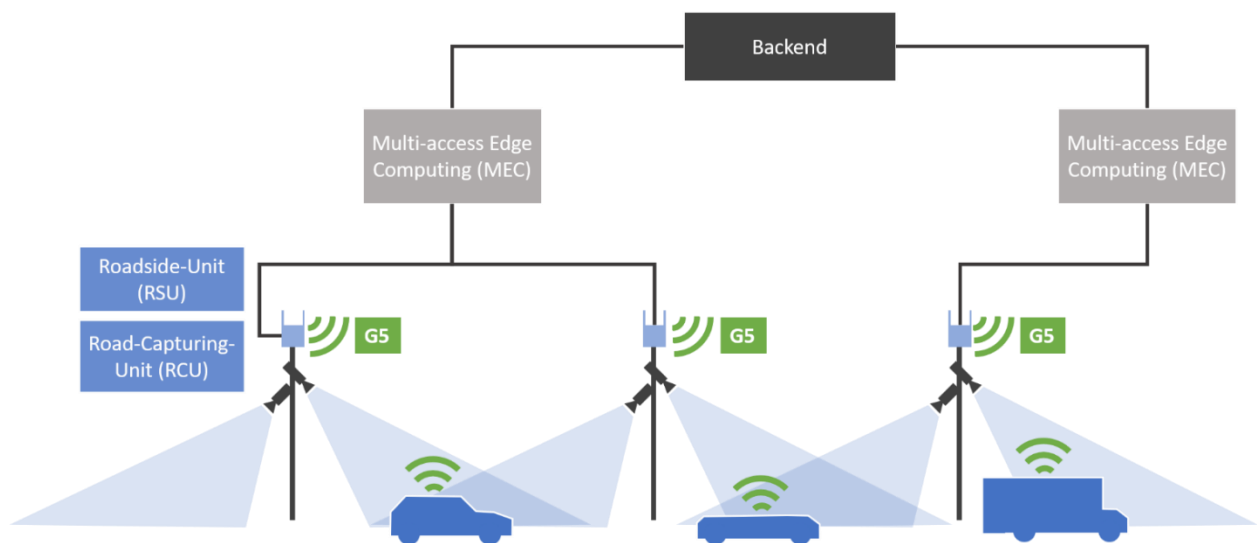 Backend
Multi-access Edge
Computing (MEC)
Multi-access Edge
Computing (MEC)
Roadside-Unit
(RSU)
Road-Capturing-
Unit (RCU)
G5
G5
G5